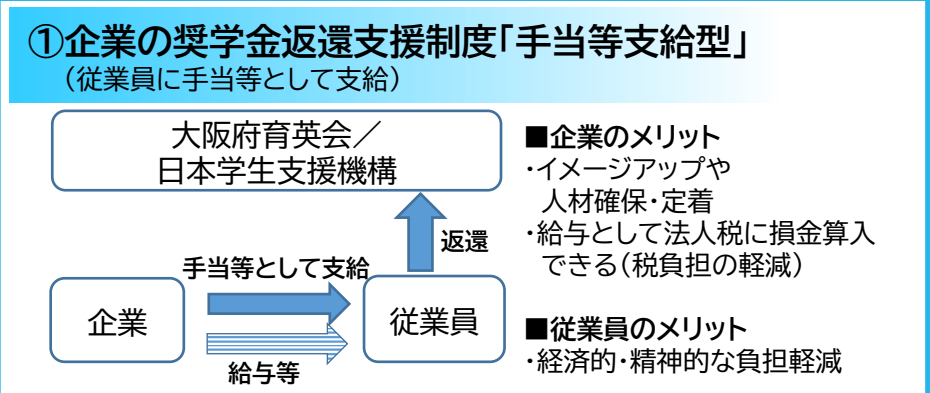 ①企業の奨学金返還支援制度「手当等支給型」
（従業員に手当等として支給）
大阪府育英会／
日本学生支援機構
返還
手当等として支給
企業
従業員
給与等
■企業のメリット
・イメージアップや
人材確保・定着
・給与として法人税に損金算入
できる（税負担の軽減）
■従業員のメリット
・経済的・精神的な負担軽減